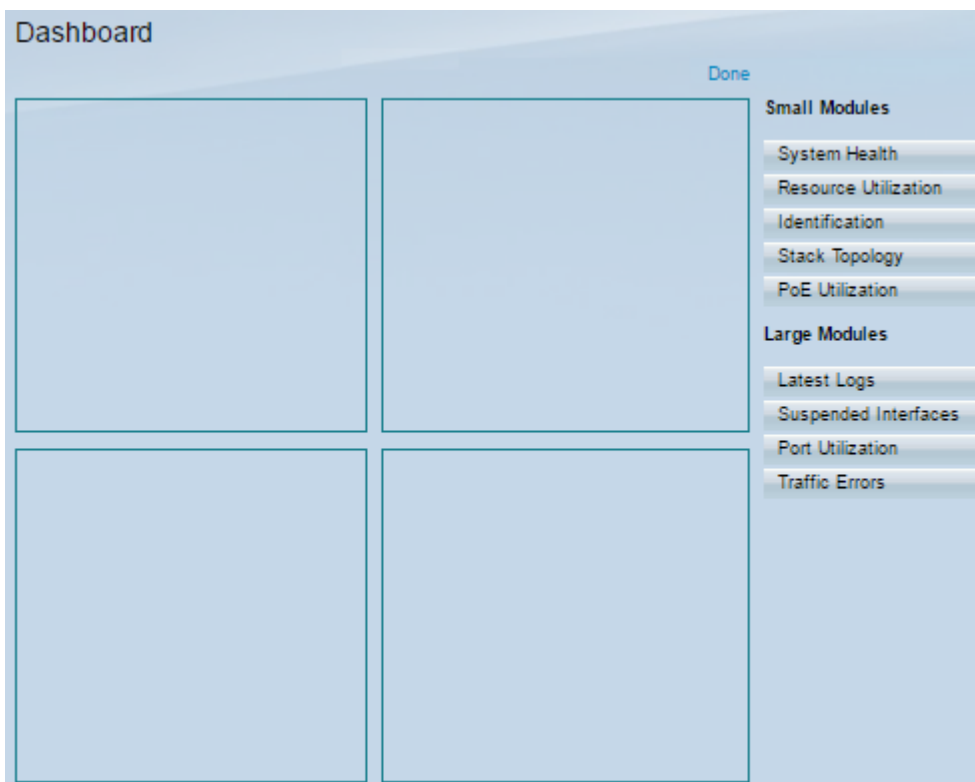 Dashboard
Done
Small Modules
System Health
Resource Utilization
Identification
Stack Topology
PoE Utilization
Large Modules
Latest Logs
Suspended Interfaces
Port Utilization
Traffic Errors